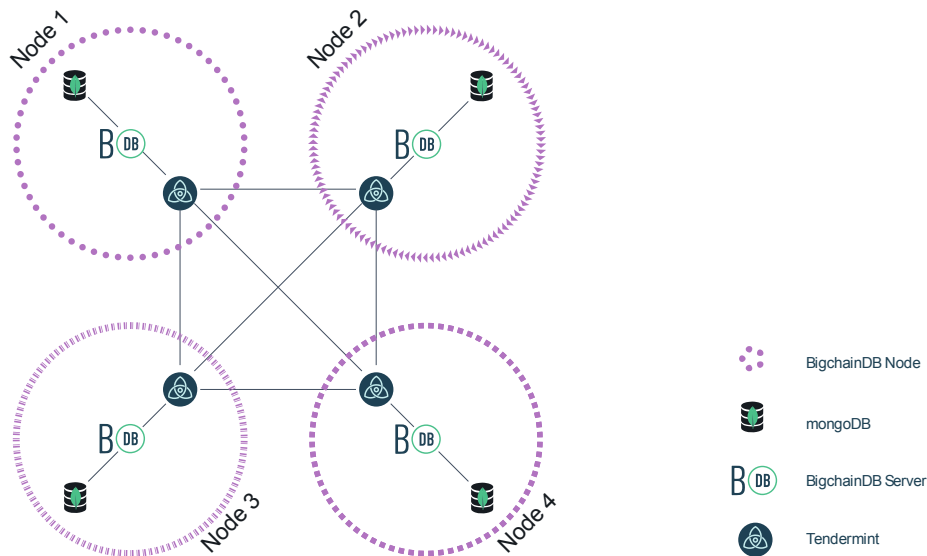 Node 1
Node 2
B DB
B DB
B DB
B DB
Node 3
Node 4
BigchainDB Node
mongoDB
B DB BigchainDB Server
Tendermint